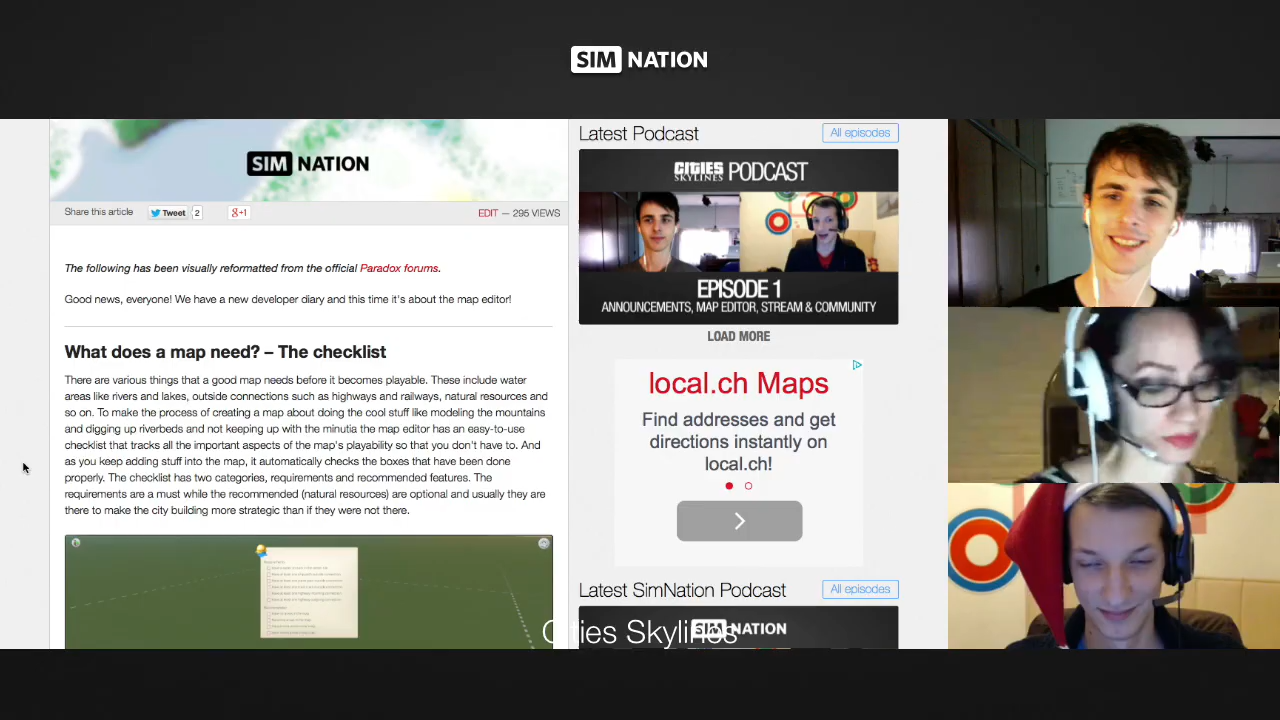 SIM NATION
SIM NATION
Share this article
Tweet
2
g+1
EDIT — 295 VIEWS
The following has been visually reformatted from the official Paradox forums.
Good news, everyone! We have a new developer diary and this time it's about the map editor!
What does a map need? – The checklist
There are various things that a good map needs before it becomes playable. These include water
areas like rivers and lakes, outside connections such as highways and railways, natural resources and
so on. To make the process of creating a map about doing the cool stuff like modeling the mountains
and digging up riverbeds and not keeping up with the minutia the map editor has an easy-to-use
checklist that tracks all the important aspects of the map's playability so that you don't have to. And
as you keep adding stuff into the map, it automatically checks the boxes that have been done
properly. The checklist has two categories, requirements and recommended features. The
requirements are a must while the recommended (natural resources) are optional and usually they are
there to make the city building more strategic than if they were not there.
Latest Podcast
All episodes
CITIES SKYLINES PODCAST
EPISODE 1
ANNOUNCEMENTS, MAP EDITOR, STREAM & COMMUNITY
LOAD MORE
local.ch Maps
Find addresses and get
directions instantly on
local.ch!
Latest SimNation Podcast
All episodes
SIM NATION
Cities Skylines